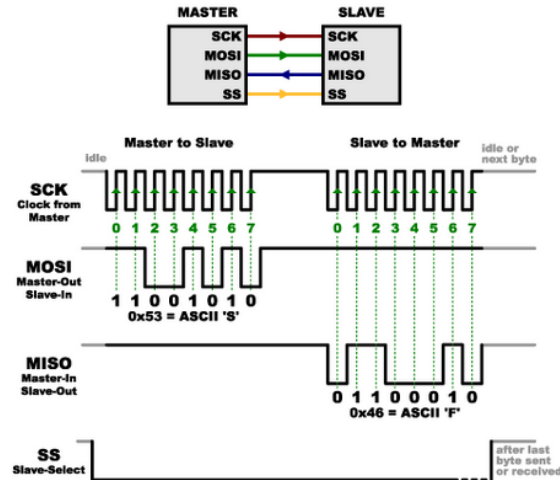 MASTER SLAVE
SCK SCK
MOSI MOSI
MISO MISO
SS SS
Master to Slave Slave to Master
idle
idle or
next byte
SCK
Clock from
Master
0 1 2 3 4 5 6 7 0 1 2 3 4 5 6 7
MOSI
Master-Out
Slave-In
1 1 0 0 1 0 1 0
0x53 = ASCII 'S'
MISO
Master-In
Slave-Out
0 1 1 0 0 0 1 0
0x46 = ASCII 'F'
SS
Slave-Select
after last
byte sent
or received